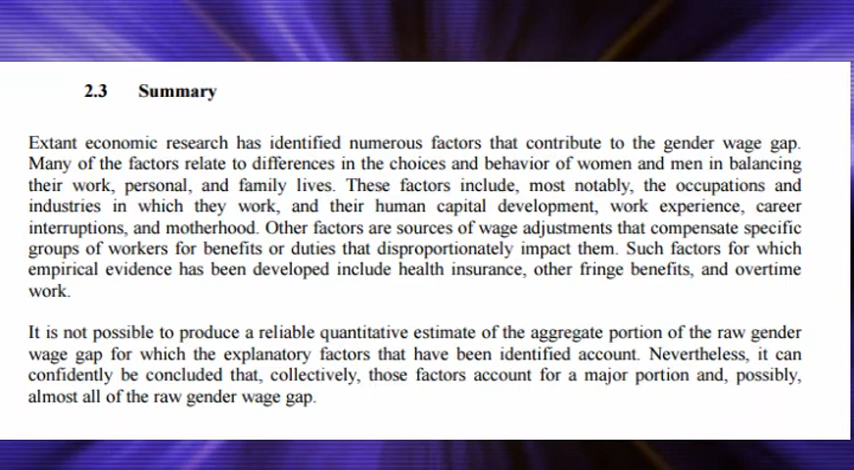 2.3 Summary
Extant economic research has identified numerous factors that contribute to the gender wage gap.
Many of the factors relate to differences in the choices and behavior of women and men in balancing
their work, personal, and family lives. These factors include, most notably, the occupations and
industries in which they work, and their human capital development, work experience, career
interruptions, and motherhood. Other factors are sources of wage adjustments that compensate specific
groups of workers for benefits or duties that disproportionately impact them. Such factors for which
empirical evidence has been developed include health insurance, other fringe benefits, and overtime
work.
It is not possible to produce a reliable quantitative estimate of the aggregate portion of the raw gender
wage gap for which the explanatory factors that have been identified account. Nevertheless, it can
confidently be concluded that, collectively, those factors account for a major portion and, possibly,
almost all of the raw gender wage gap.